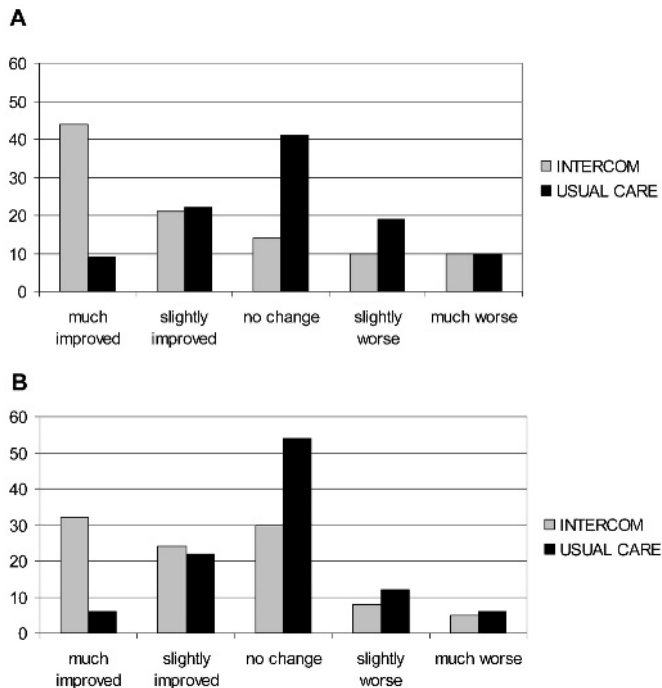 A
60
50
40
30
20
10
0
INTERCOM
USUAL CARE
much
improved
slightly
improved
no change
slightly
worse
much worse
B
60
50
40
30
20
10
0
INTERCOM
USUAL CARE
much
improved
slightly
improved
no change
slightly
worse
much worse